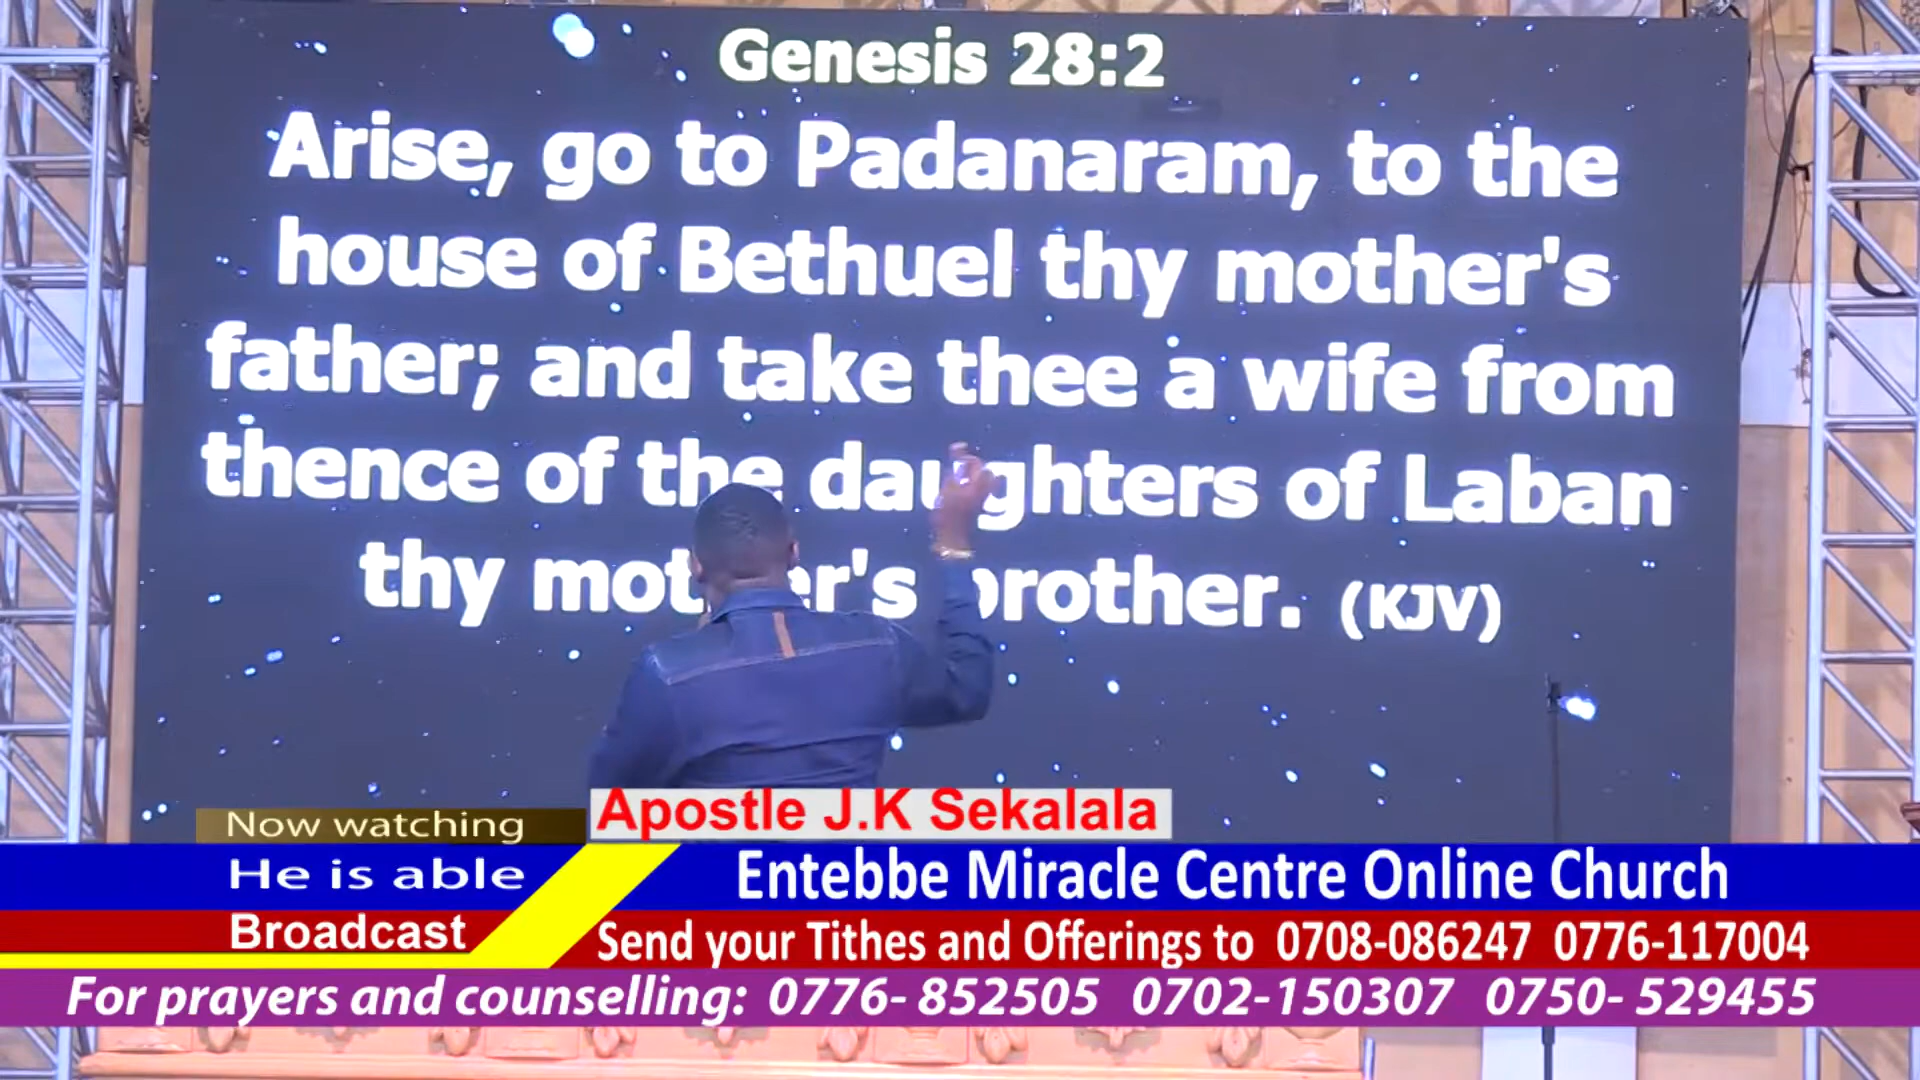 Genesis 28:2
Arise, go to Padanaram, to the
house of Bethuel thy mother's
father; and take thee a wife from
thence of the daughters of Laban
thy mother's brother. (KJV)
Apostle J.K Sekalala
Now watching
He is able
Entebbe Miracle Centre Online Church
Broadcast
Send your Tithes and Offerings to 0708-086247 0776-117004
For prayers and counselling: 0776- 852505 0702-150307 0750- 529455